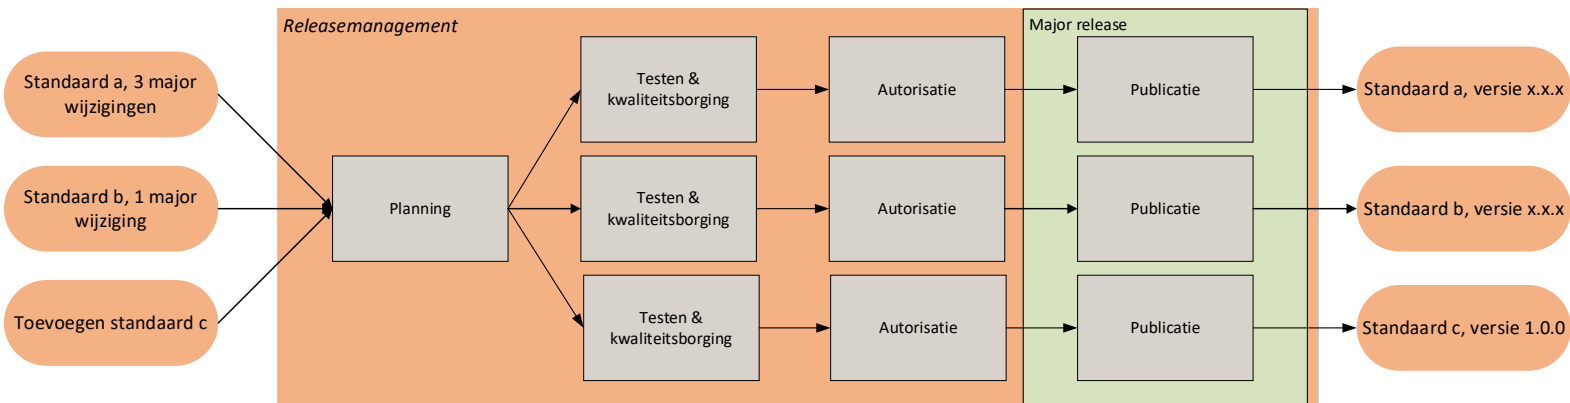 Releasemanagement
Major release
Standaard a, 3 major
wijzigingen
Testen &
kwaliteitsborging
Autorisatie
Publicatie
Standaard a, versie x.x.x
Standaard b, 1 major
wijziging
Planning
Testen &
kwaliteitsborging
Autorisatie
Publicatie
Standaard b, versie x.x.x
Toevoegen standaard c
Testen &
kwaliteitsborging
Autorisatie
Publicatie
Standaard c, versie 1.0.0